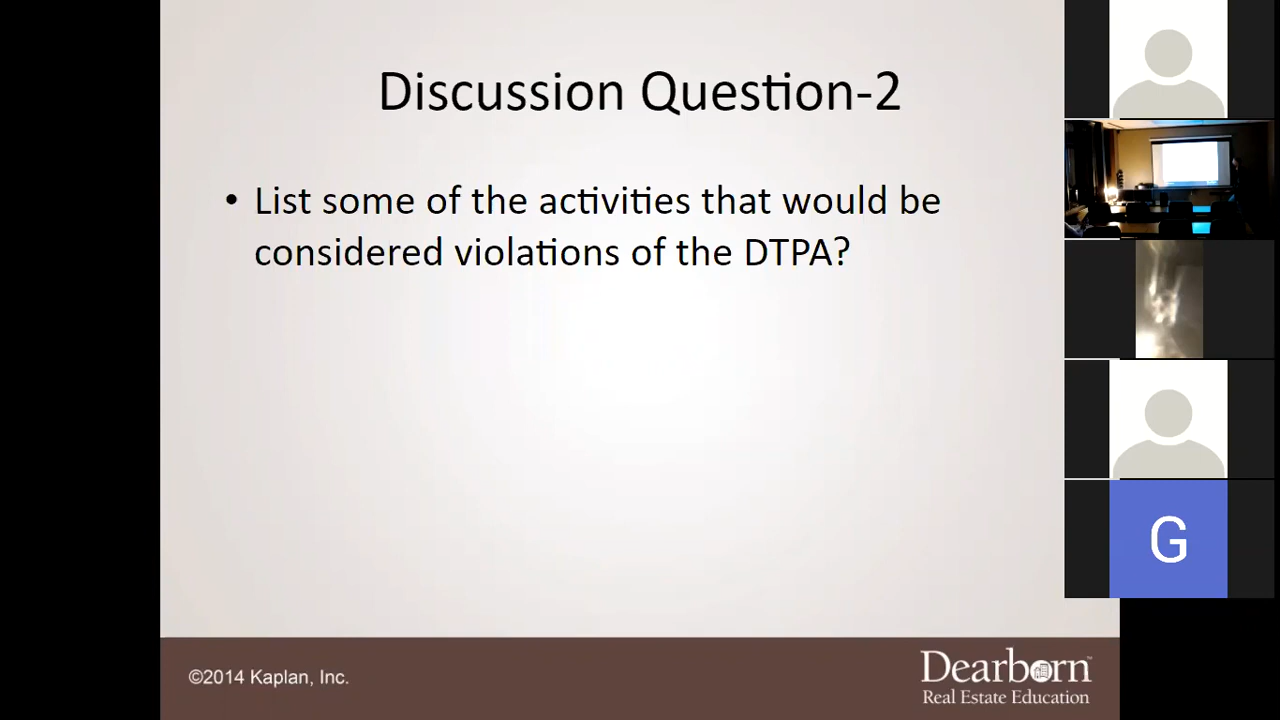 Discussion Question-2
• List some of the activities that would be
considered violations of the DTPA?
G
©2014 Kaplan, Inc.
Dearborn™
Real Estate Education